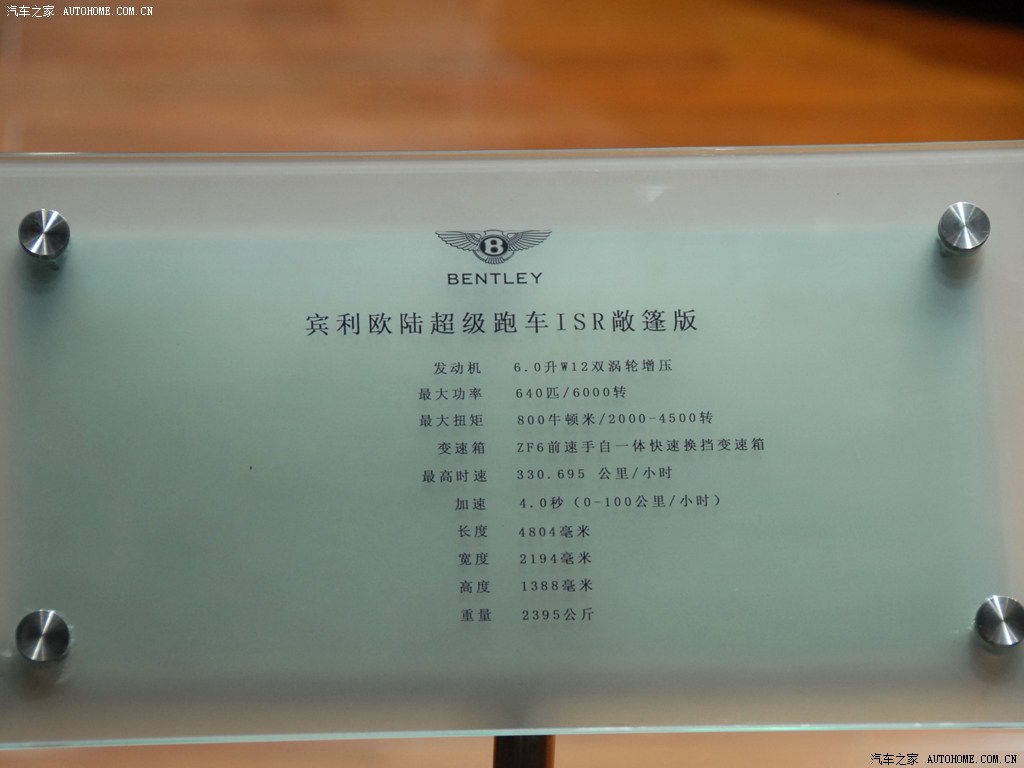 汽车之家 AUTOHOME.COM.CN
B
BENTLEY
宾利欧陆超级跑车ISR敞篷版
发动机 6.0升W12双涡轮增压
最大功率 640匹/6000转
最大扭矩 800牛顿米/2000-4500转
变速箱 ZF6前速手自一体快速换挡变速箱
最高时速 330.695 公里/小时
加速 4.0秒（0-100公里/小时）
长度 4804毫米
宽度 2194毫米
高度 1388毫米
重量 2395公斤
汽车之家 AUTOHOME.COM.CN